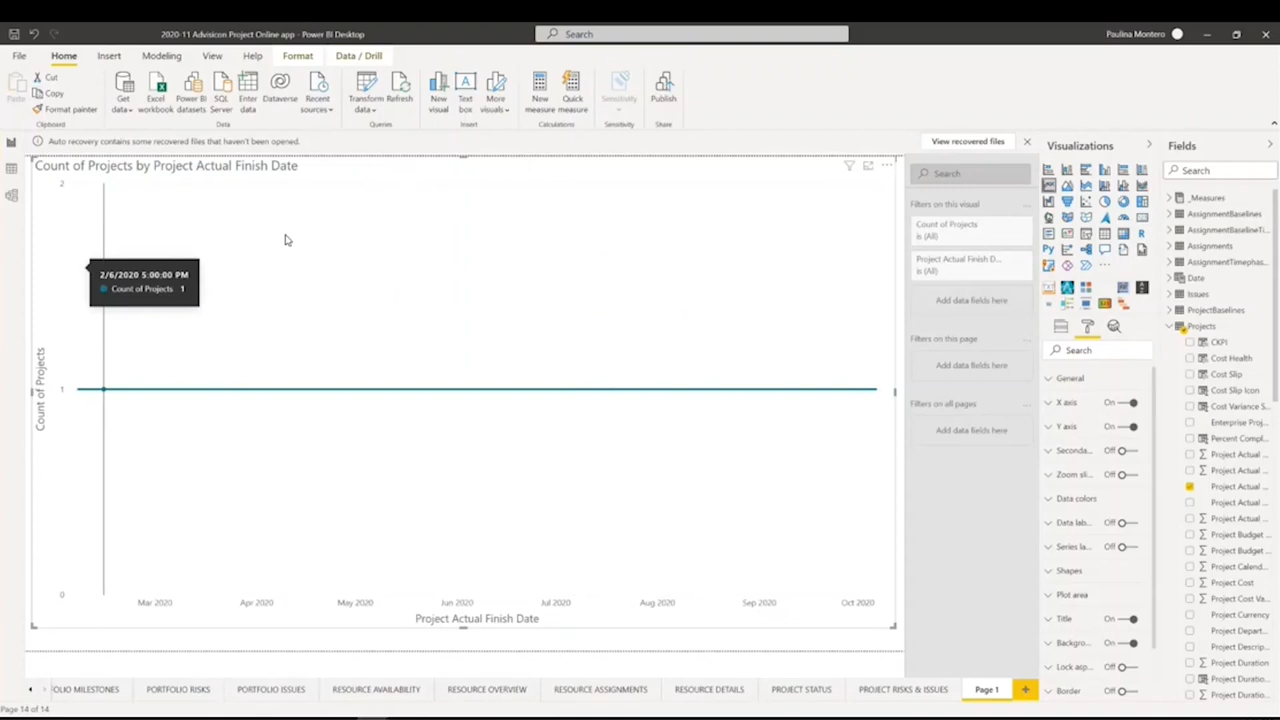 2020-11 Advisicon Project Online app - Power BI Desktop
Search
Paulina Montero
File Home Insert Modeling View Help Format Data / Drill
Paste
Cut
Copy
Format painter
Clipboard
Get data
Excel workbook
Power BI datasets
SQL Server
Enter data
Dataverse
Recent sources
Data
Transform data
Refresh
Queries
New visual
Text box
More visuals
Insert
New measure
Quick measure
Calculations
Sensitivity
Sensitivity
Publish
Share
Auto recovery contains some recovered files that haven't been opened.
View recovered files
Count of Projects by Project Actual Finish Date
2
2/6/2020 5:00:00 PM
Count of Projects 1
Count of Projects
1
0
Mar 2020 Apr 2020 May 2020 Jun 2020 Jul 2020 Aug 2020 Sep 2020 Oct 2020
Project Actual Finish Date
Search
Filters on this visual ...
Count of Projects
is (All)
Project Actual Finish D...
is (All)
Add data fields here
Filters on this page ...
Add data fields here
Filters on all pages ...
Add data fields here
Visualizations
Search
General
X axis On
Y axis On
Seconda... Off
Zoom sli... Off
Data colors
Data lab... Off
Series la... Off
Shapes
Plot area
Title On
Backgro... On
Lock asp... Off
Border Off
Fields
Search
_Measures
AssignmentBaselines
AssignmentBaselineTi...
Assignments
AssignmentTimephas...
Date
Issues
ProjectBaselines
Projects
CKPI
Cost Health
Cost Slip
Cost Slip Icon
Cost Variance S...
Enterprise Proj...
Percent Compl...
Project Actual ...
Project Actual ...
Project Actual ...
Project Actual ...
Project Actual ...
Project Budget ...
Project Budget ...
Project Calend...
Project Cost
Project Cost Va...
Project Currency
Project Depart...
Project Descrip...
Project Duration
Project Duratio...
Project Duratio...
OLIO MILESTONES PORTFOLIO RISKS PORTFOLIO ISSUES RESOURCE AVAILABILITY RESOURCE OVERVIEW RESOURCE ASSIGNMENTS RESOURCE DETAILS PROJECT STATUS PROJECT RISKS & ISSUES Page 1
Page 14 of 14